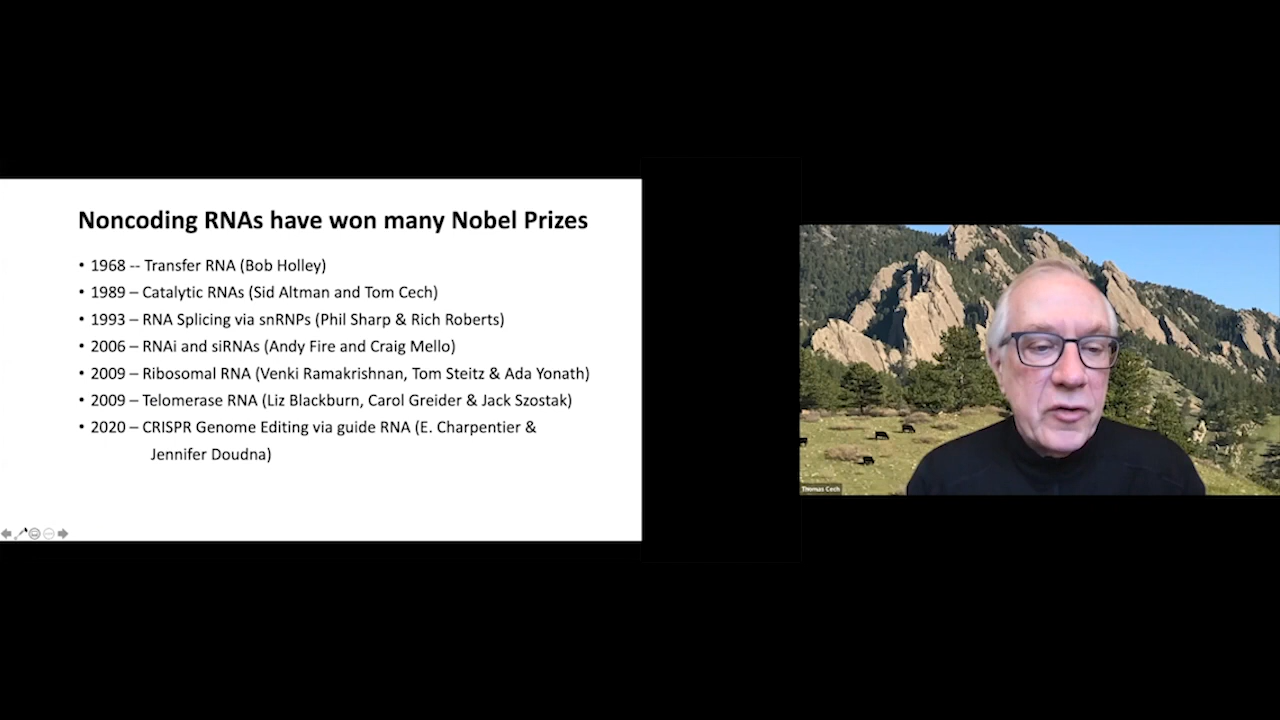 Noncoding RNAs have won many Nobel Prizes
• 1968 -- Transfer RNA (Bob Holley)
• 1989 – Catalytic RNAs (Sid Altman and Tom Cech)
• 1993 – RNA Splicing via snRNPs (Phil Sharp & Rich Roberts)
• 2006 – RNAi and siRNAs (Andy Fire and Craig Mello)
• 2009 – Ribosomal RNA (Venki Ramakrishnan, Tom Steitz & Ada Yonath)
• 2009 – Telomerase RNA (Liz Blackburn, Carol Greider & Jack Szostak)
• 2020 – CRISPR Genome Editing via guide RNA (E. Charpentier &
Jennifer Doudna)
Thomas Cech